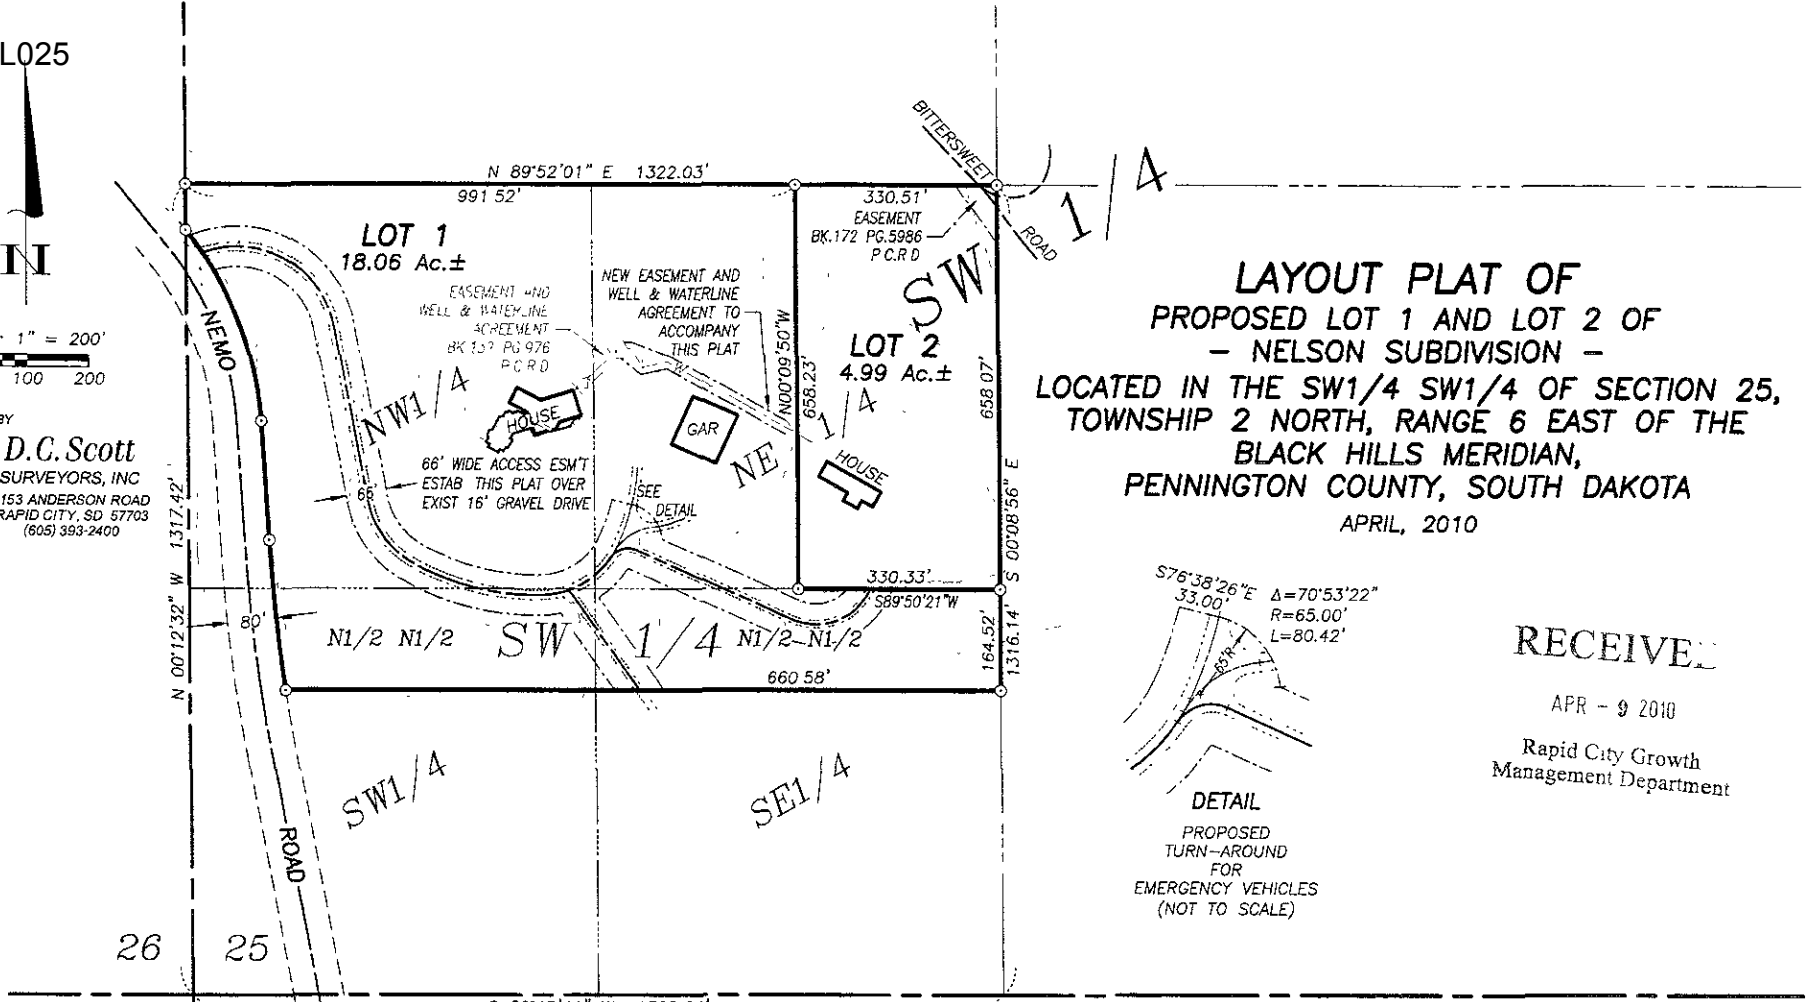 L025
N
1" = 200'
100 200
BY
D.C. Scott
SURVEYORS, INC
153 ANDERSON ROAD
RAPID CITY, SD 57703
(605) 393-2400
N 89°52'01" E 1322.03'
991 52'
330.51'
BITTERSWEET
ROAD
LOT 1
18.06 Ac.±
EASEMENT
BK.172 PG.5986
P C.R D
SW 1/4
EASEMENT AND
WELL & WATERLINE
AGREEMENT
PG 976
P C R D
NEW EASEMENT AND
WELL & WATERLINE
AGREEMENT TO
ACCOMPANY
THIS PLAT
N00°09'50"W
658.23'
LOT 2
4.99 Ac.±
658 07'
NEMO
NW1/4
HOUSE
GAR
NE 1/4
HOUSE
66' WIDE ACCESS ESM'T
ESTAB THIS PLAT OVER
EXIST 16' GRAVEL DRIVE
66'
SEE
DETAIL
N 00°12'32" W 1317.42'
S 00°08'56" E
1316.14'
330.33'
S89°50'21"W
164.52'
80'
N1/2 N1/2
SW 1/4
N1/2 N1/2
660 58'
SW1/4
SE1/4
ROAD
26 25
LAYOUT PLAT OF
PROPOSED LOT 1 AND LOT 2 OF
– NELSON SUBDIVISION –
LOCATED IN THE SW1/4 SW1/4 OF SECTION 25,
TOWNSHIP 2 NORTH, RANGE 6 EAST OF THE
BLACK HILLS MERIDIAN,
PENNINGTON COUNTY, SOUTH DAKOTA
APRIL, 2010
S76°38'26"E
33.00'
Δ=70°53'22"
R=65.00'
L=80.42'
65'R
DETAIL
PROPOSED
TURN–AROUND
FOR
EMERGENCY VEHICLES
(NOT TO SCALE)
RECEIVE
APR – 9 2010
Rapid City Growth
Management Department